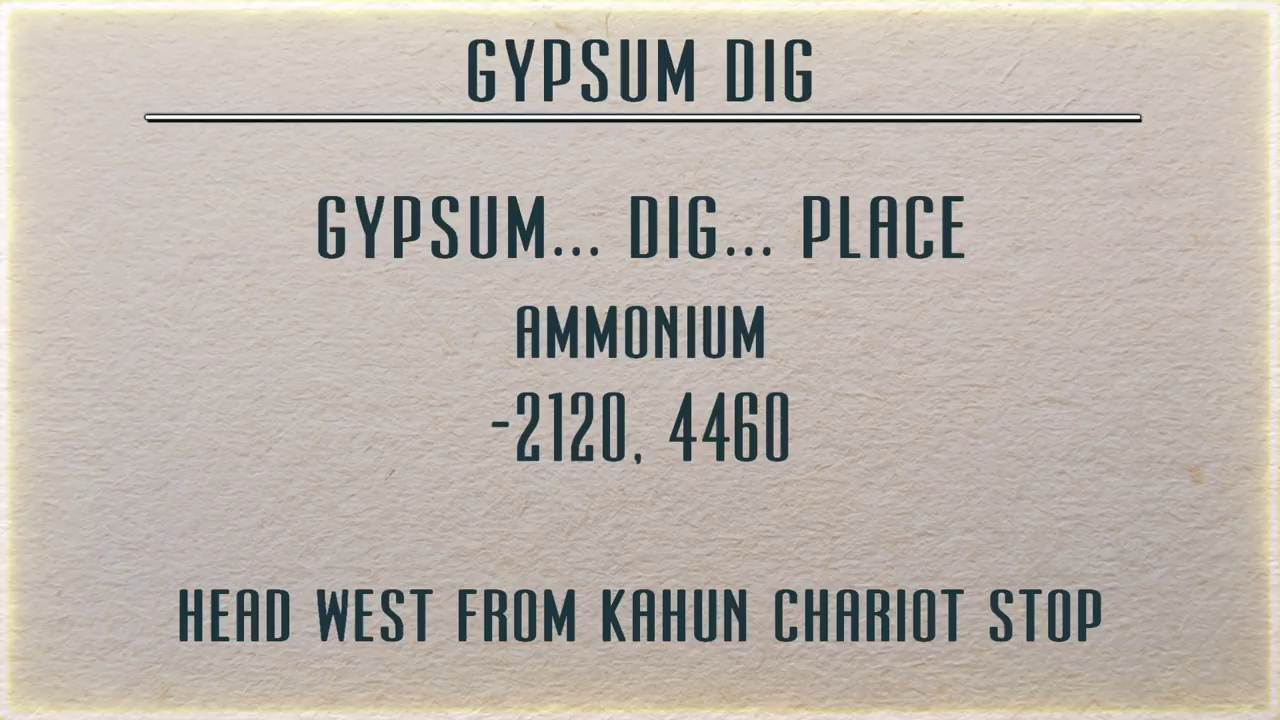 GYPSUM DIG
GYPSUM... DIG... PLACE
AMMONIUM
-2120, 4460
HEAD WEST FROM KAHUN CHARIOT STOP